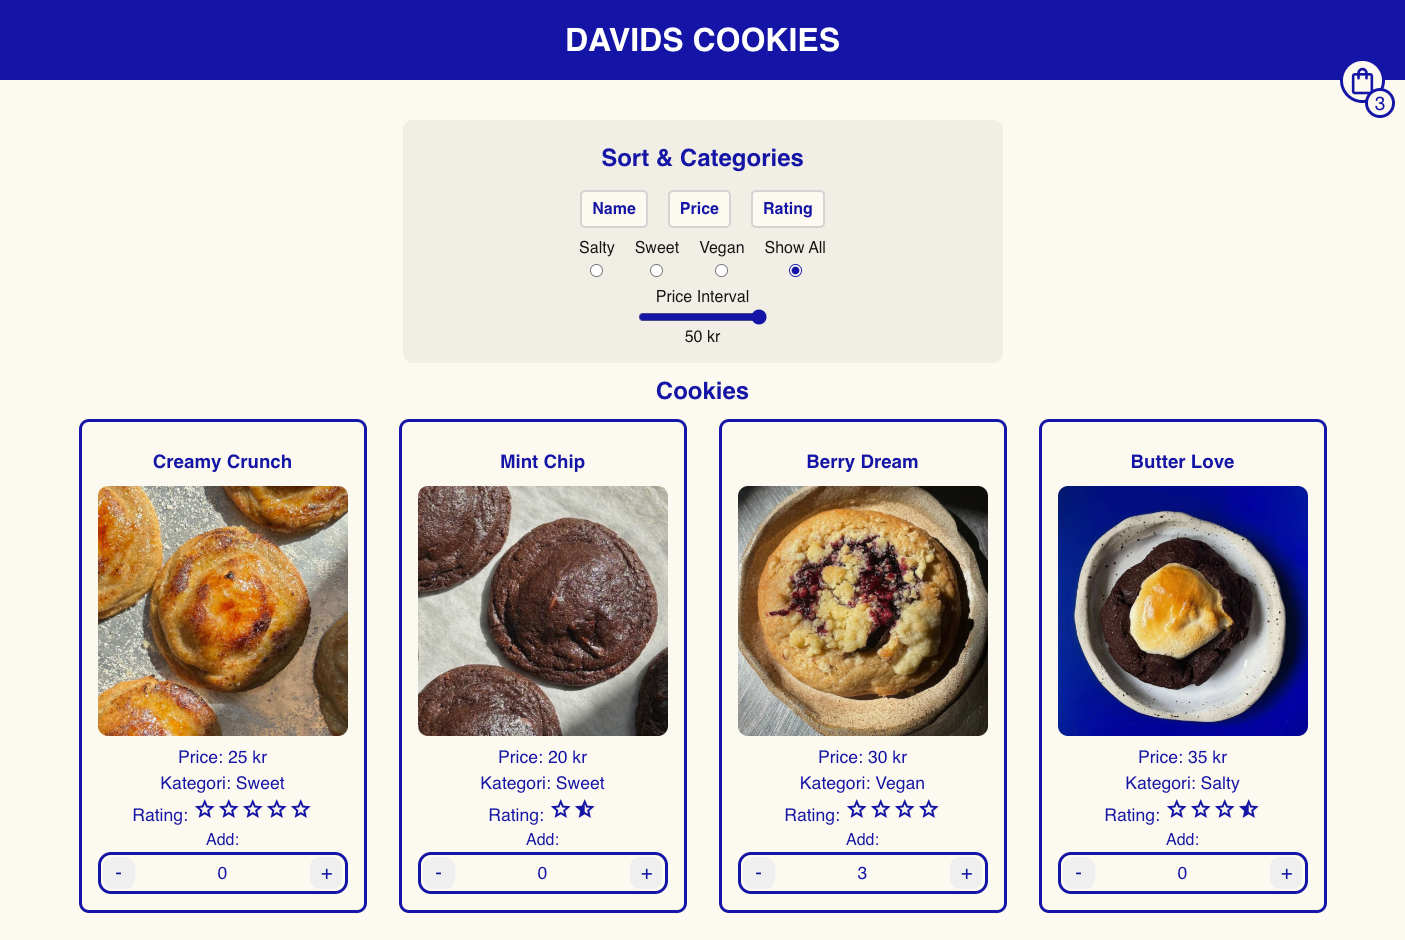 DAVIDS COOKIES
3
Sort & Categories
Name Price Rating
Salty Sweet Vegan Show All
Price Interval
50 kr
Cookies
Creamy Crunch
Price: 25 kr
Kategori: Sweet
Rating:
Add:
- 0 +
Mint Chip
Price: 20 kr
Kategori: Sweet
Rating:
Add:
- 0 +
Berry Dream
Price: 30 kr
Kategori: Vegan
Rating:
Add:
- 3 +
Butter Love
Price: 35 kr
Kategori: Salty
Rating:
Add:
- 0 +